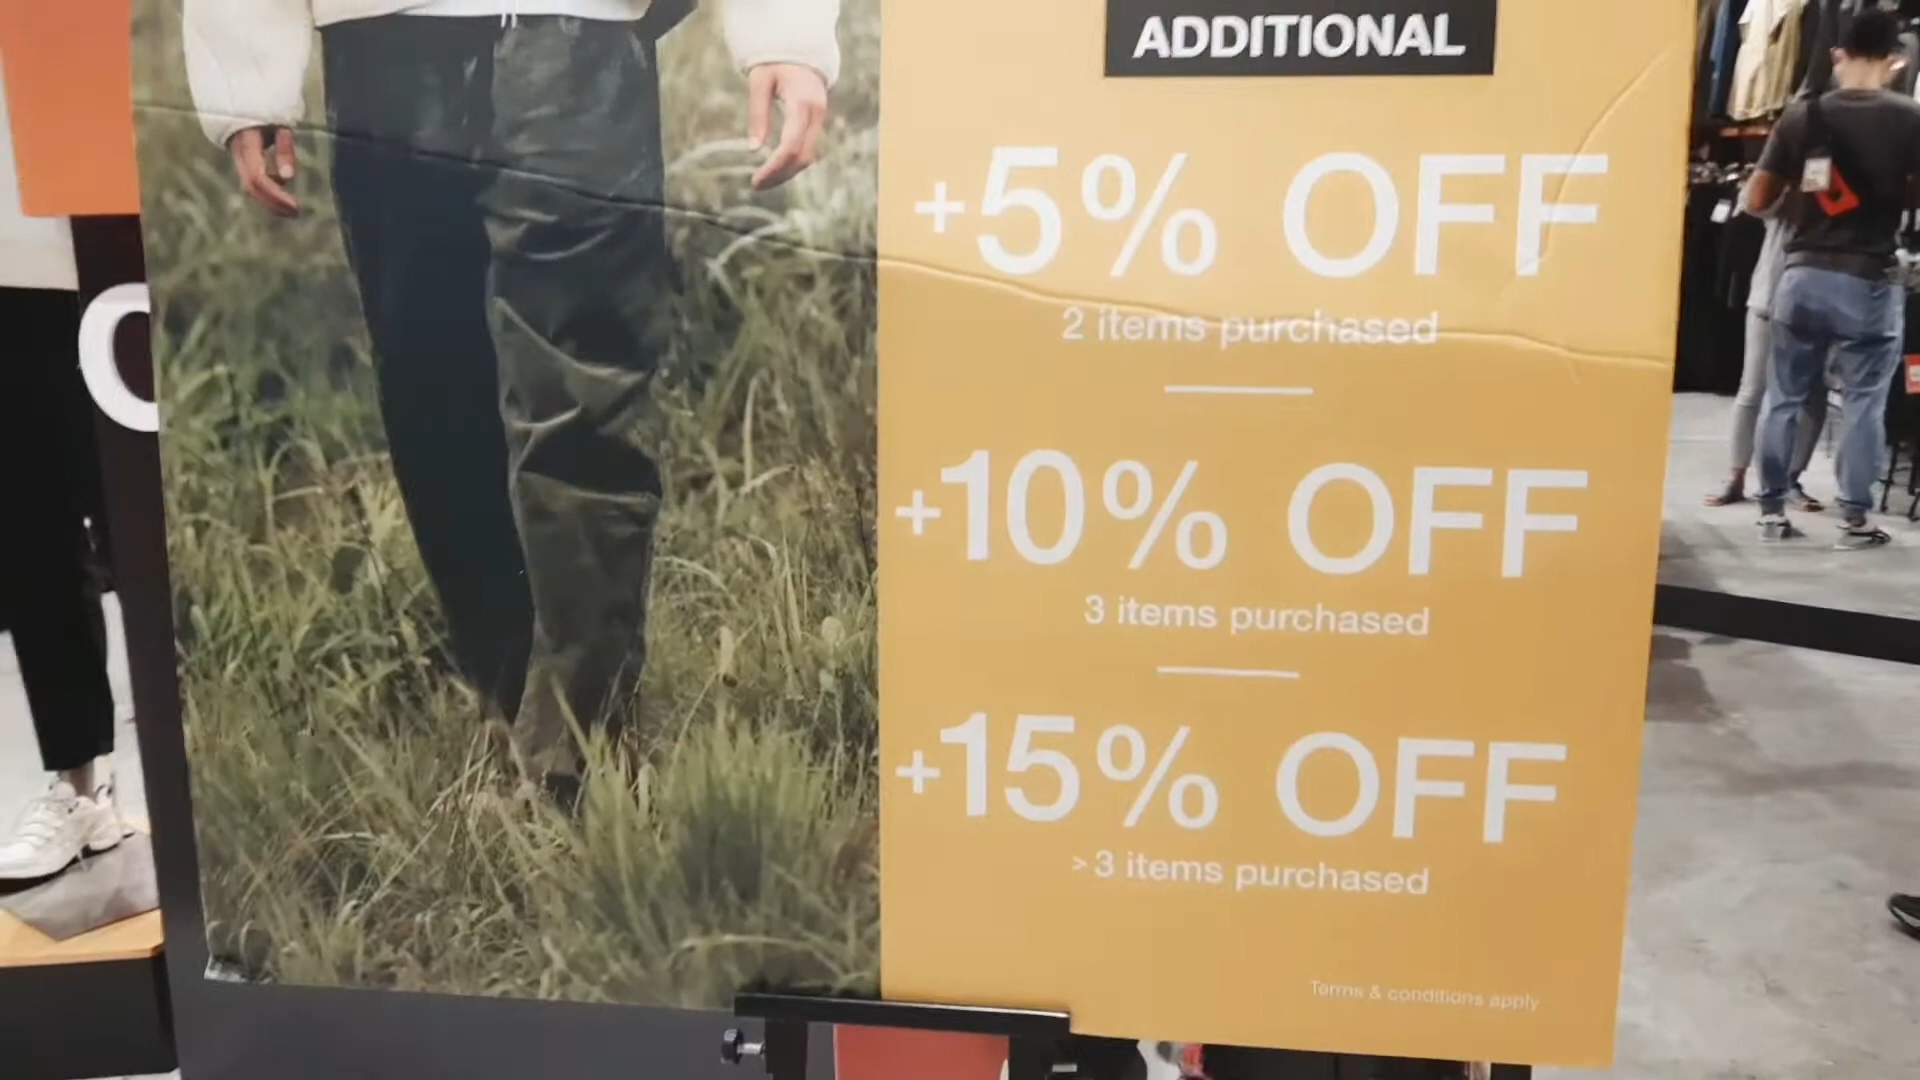 ADDITIONAL
+5% OFF
2 items purchased
+10% OFF
3 items purchased
+15% OFF
>3 items purchased
Terms & conditions apply